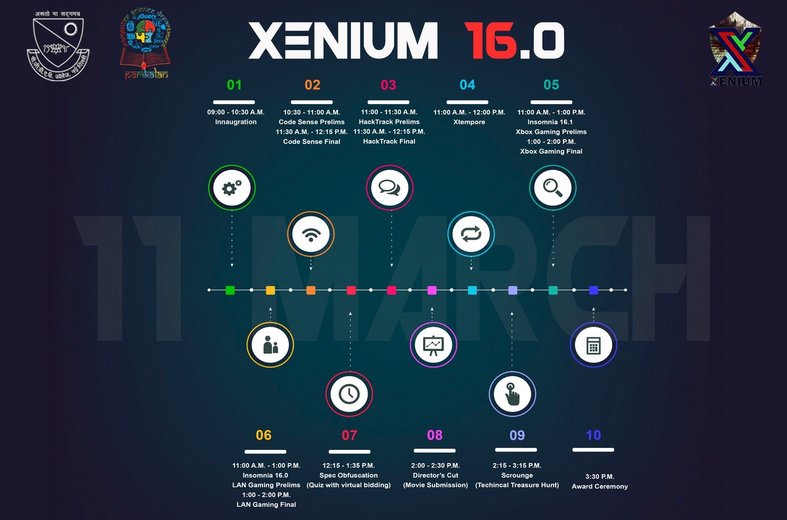 असतो मा सद्गमय
parikalan
XENIUM 16.0
XENIUM
01
09:00 - 10:30 A.M.
Innaugration
02
10:30 - 11:00 A.M.
Code Sense Prelims
11:30 A.M. - 12:15 P.M.
Code Sense Final
03
11:00 - 11:30 A.M.
HackTrack Prelims
11:30 A.M. - 12:15 P.M.
HackTrack Final
04
11:00 A.M. - 12:00 P.M.
Xtempore
05
11:00 A.M. - 1:00 P.M.
Insomnia 16.1
Xbox Gaming Prelims
1:00 - 2:00 P.M.
Xbox Gaming Final
11 MARCH
06
11:00 A.M. - 1:00 P.M.
Insomnia 16.0
LAN Gaming Prelims
1:00 - 2:00 P.M.
LAN Gaming Final
07
12:15 - 1:35 P.M.
Spec Obfuscation
(Quiz with virtual bidding)
08
2:00 - 2:30 P.M.
Director's Cut
(Movie Submission)
09
2:15 - 3:15 P.M.
Scrounge
(Techincal Treasure Hunt)
10
3:30 P.M.
Award Ceremony